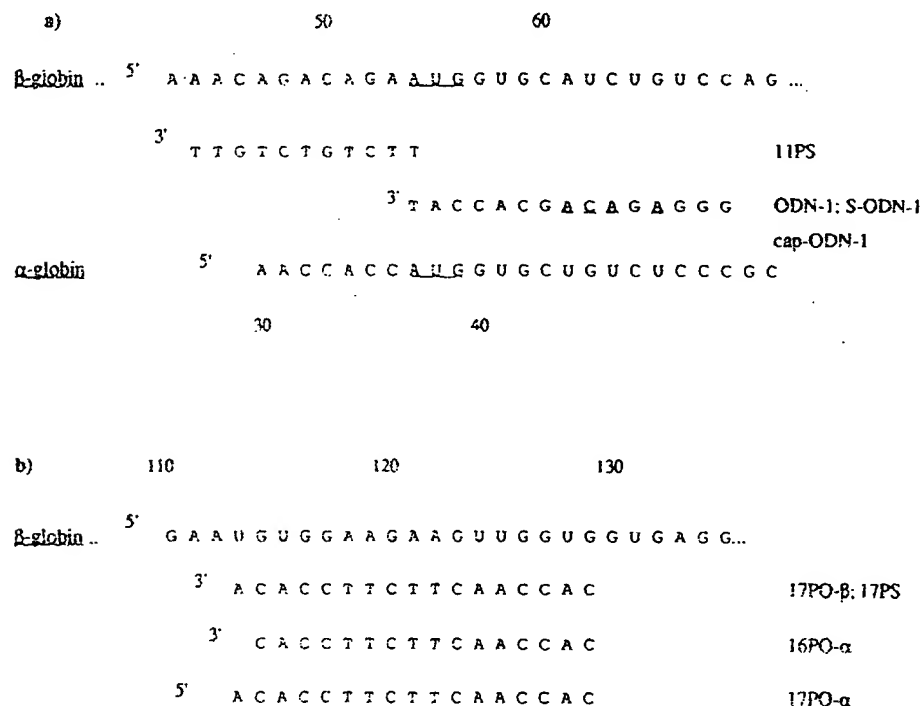 a) 50 60
β-globin .. 5' A A A C A G A C A G A A U G G U G C A U C U G U C C A G ...
3' T T G T C T G T C T T 11PS
3' T A C C A C G A C A G A G G G ODN-1; S-ODN-1
cap-ODN-1
α-globin 5' A A C C A C C A U G G U G C U G U C U C C C G C
30 40
b) 110 120 130
β-globin .. 5' G A A U G U G G A A G A A G U U G G U G G U G A G G...
3' A C A C C T T C T T C A A C C A C 17PO-β; 17PS
3' C A C C T T C T T C A A C C A C 16PO-α
5' A C A C C T T C T T C A A C C A C 17PO-α